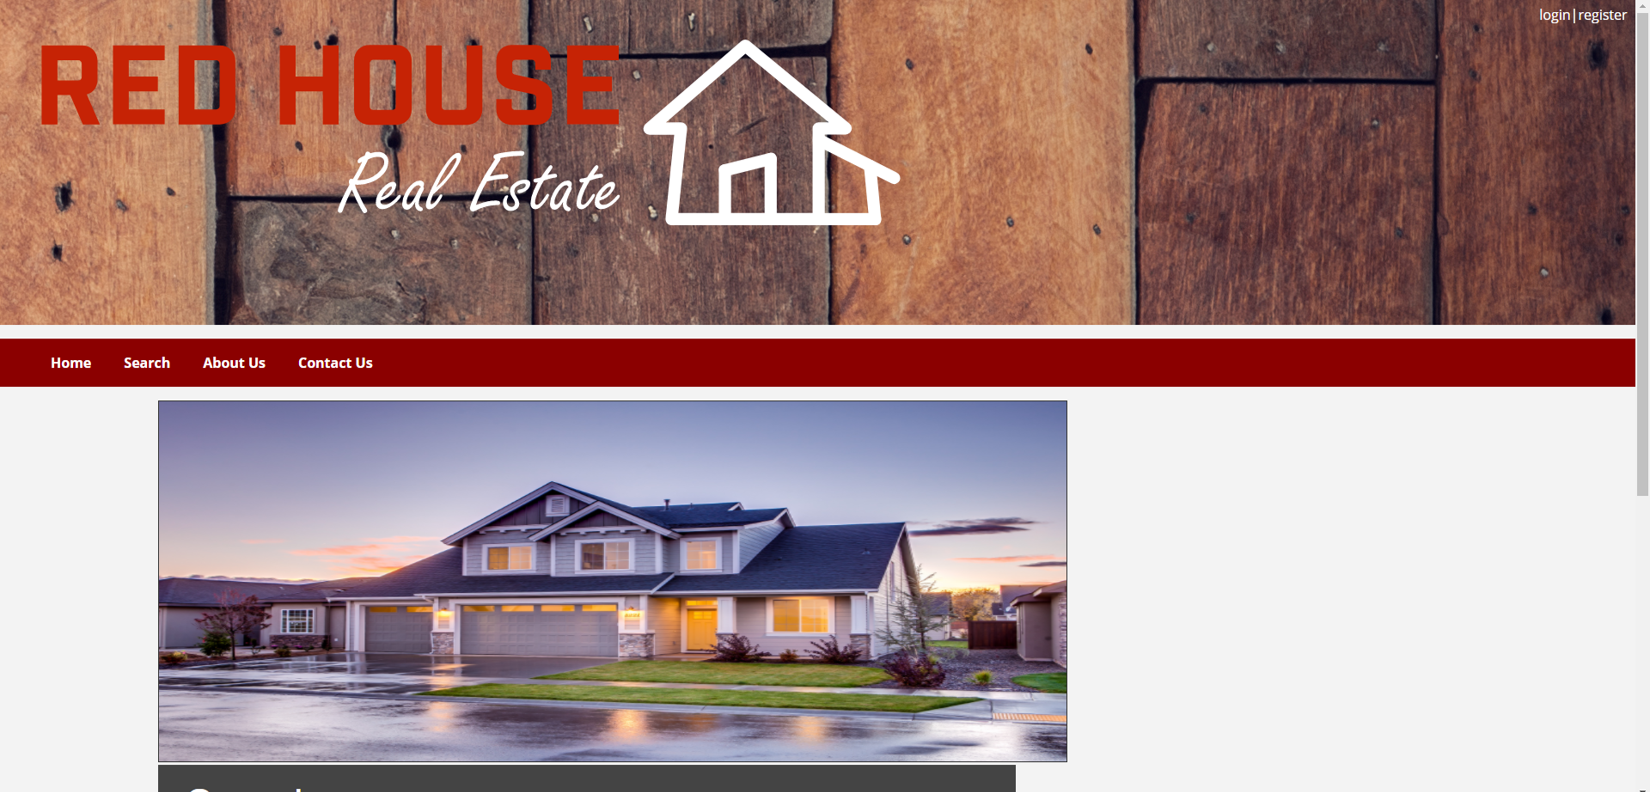 login|register
RED HOUSE
Real Estate
Home Search About Us Contact Us